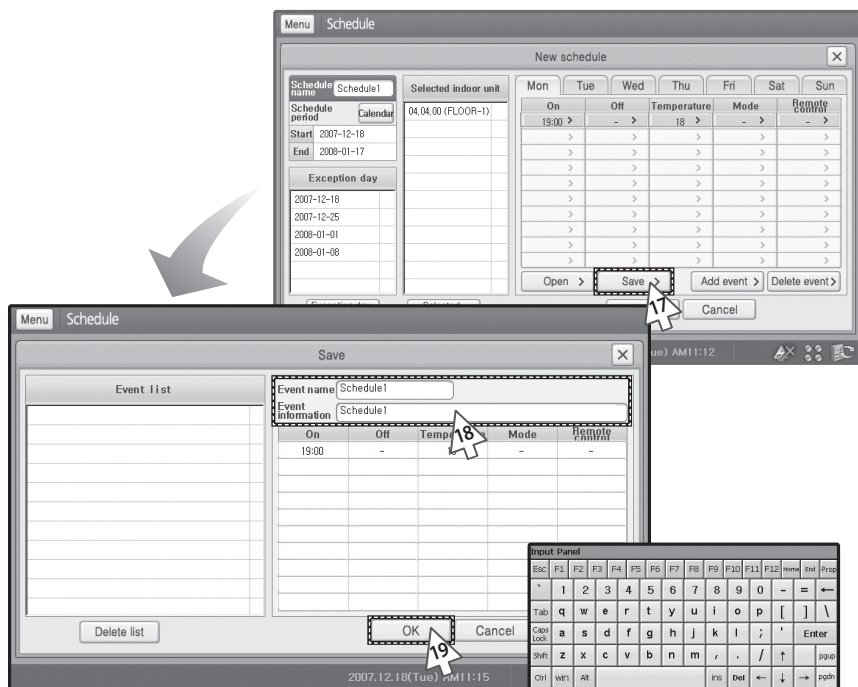 Menu Schedule
New schedule
Schedule name Schedule1
Schedule period Calendar
Start 2007-12-18
End 2008-01-17
Exception day
2007-12-18
2007-12-25
2008-01-01
2008-01-08
Selected indoor unit
04,04,00 (FLOOR-1)
Mon Tue Wed Thu Fri Sat Sun
On Off Temperature Mode Remote control
19:00 > - > 18 > - > - >
> > > > >
> > > > >
> > > > >
> > > > >
> > > > >
> > > > >
> > > > >
> > > > >
> > > > >
Open > Save > Add event > Delete event >
17
Cancel
AM11:12
Menu Schedule
Save
Event list
Delete list
Event name Schedule1
Event information Schedule1
18
On Off Mode Remote control
19:00 - - -
OK Cancel
19
2007.12.18(Tue) AM11:15
Input Panel
Esc F1 F2 F3 F4 F5 F6 F7 F8 F9 F10 F11 F12 Home End Prop
` 1 2 3 4 5 6 7 8 9 0 - = ←
Tab q w e r t y u i o p [ ] \
Caps Lock a s d f g h j k l ; ' Enter
Shift z x c v b n m , . / ↑ pgup
Ctrl win Alt ins Del ← ↓ → pgdn